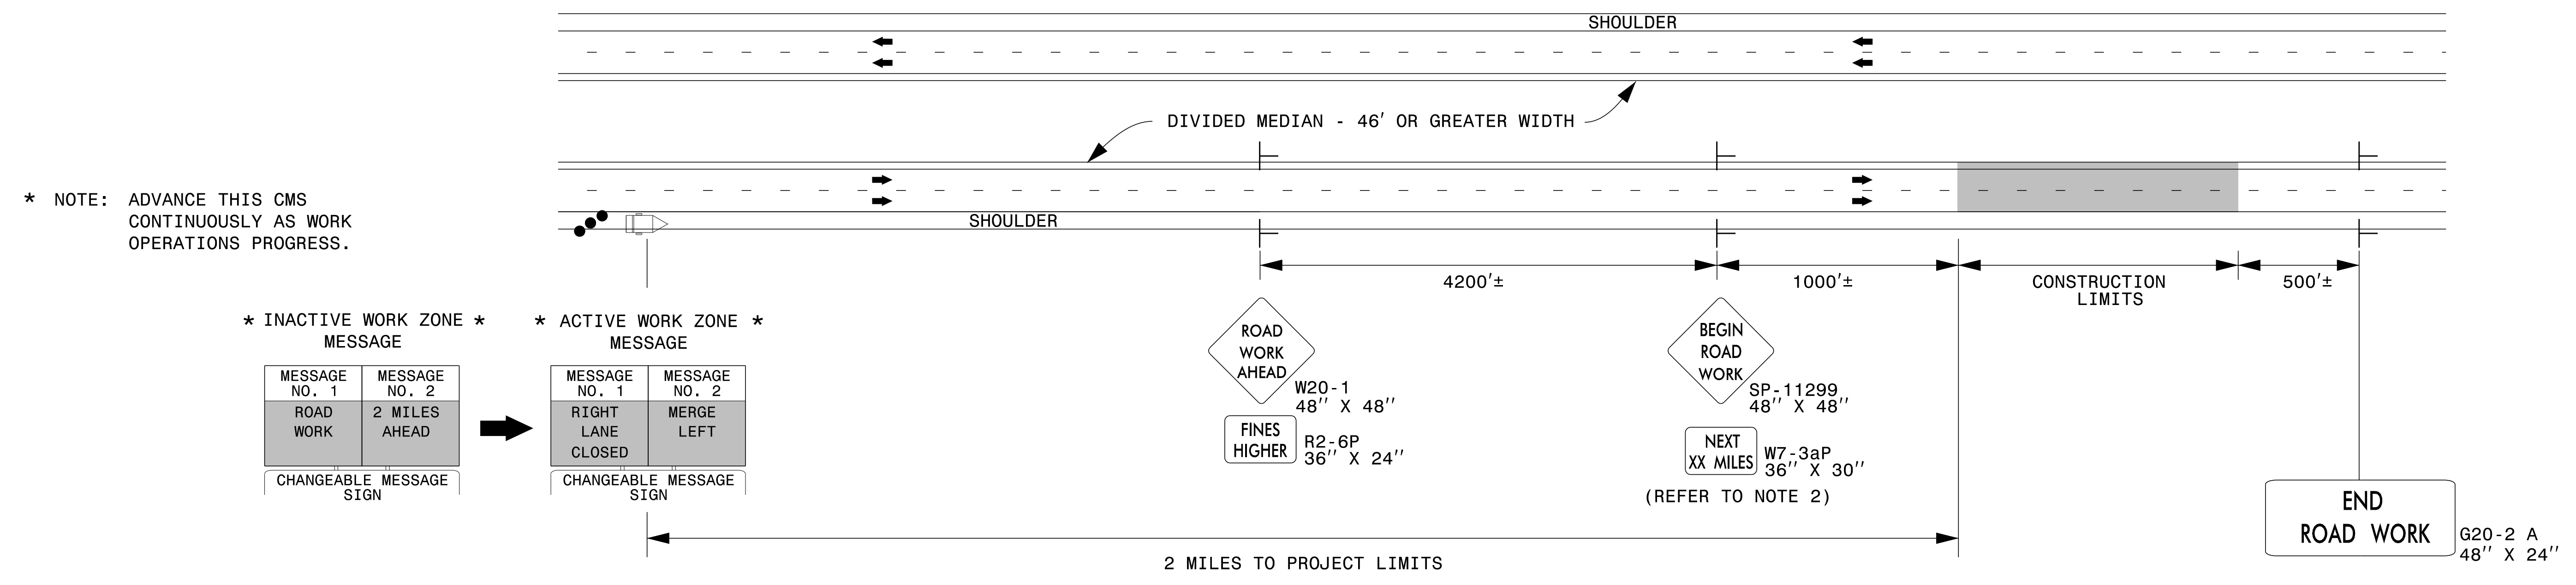 SHOULDER
DIVIDED MEDIAN - 46' OR GREATER WIDTH
* NOTE: ADVANCE THIS CMS
CONTINUOUSLY AS WORK
OPERATIONS PROGRESS.
SHOULDER
4200'±
1000'±
CONSTRUCTION
LIMITS
500'±
* INACTIVE WORK ZONE *
MESSAGE
MESSAGE
NO. 1
MESSAGE
NO. 2
ROAD
WORK
2 MILES
AHEAD
CHANGEABLE MESSAGE
SIGN
* ACTIVE WORK ZONE *
MESSAGE
MESSAGE
NO. 1
MESSAGE
NO. 2
RIGHT
LANE
CLOSED
MERGE
LEFT
CHANGEABLE MESSAGE
SIGN
ROAD
WORK
AHEAD
W20-1
48'' X 48''
FINES
HIGHER
R2-6P
36'' X 24''
BEGIN
ROAD
WORK
SP-11299
48'' X 48''
NEXT
XX MILES
W7-3aP
36'' X 30''
(REFER TO NOTE 2)
END
ROAD WORK
G20-2 A
48'' X 24''
2 MILES TO PROJECT LIMITS